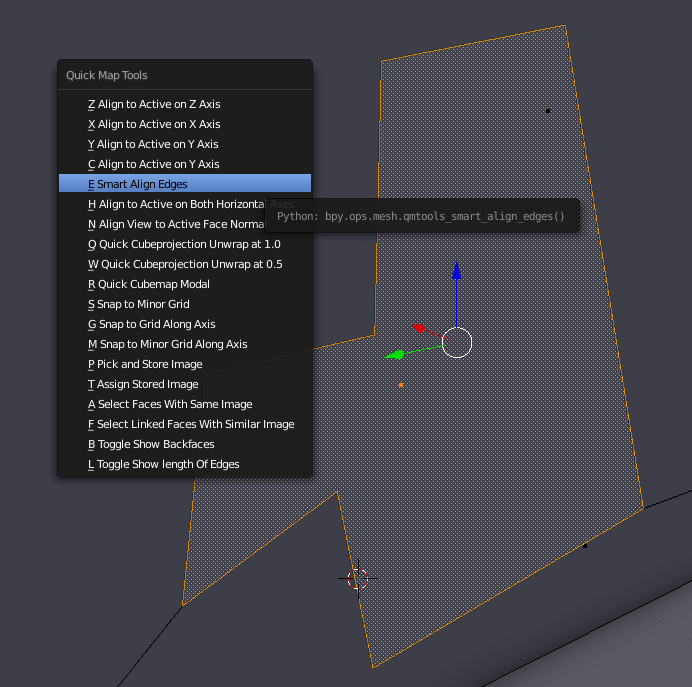 Quick Map Tools
Z Align to Active on Z Axis
X Align to Active on X Axis
Y Align to Active on Y Axis
C Align to Active on Y Axis
E Smart Align Edges
H Align to Active on Both Horizontal Axes
Python: bpy.ops.mesh.qmtools_smart_align_edges()
N Align View to Active Face Norma
Q Quick Cubeprojection Unwrap at 1.0
W Quick Cubeprojection Unwrap at 0.5
R Quick Cubemap Modal
S Snap to Minor Grid
G Snap to Grid Along Axis
M Snap to Minor Grid Along Axis
P Pick and Store Image
T Assign Stored Image
A Select Faces With Same Image
F Select Linked Faces With Similar Image
B Toggle Show Backfaces
L Toggle Show length Of Edges